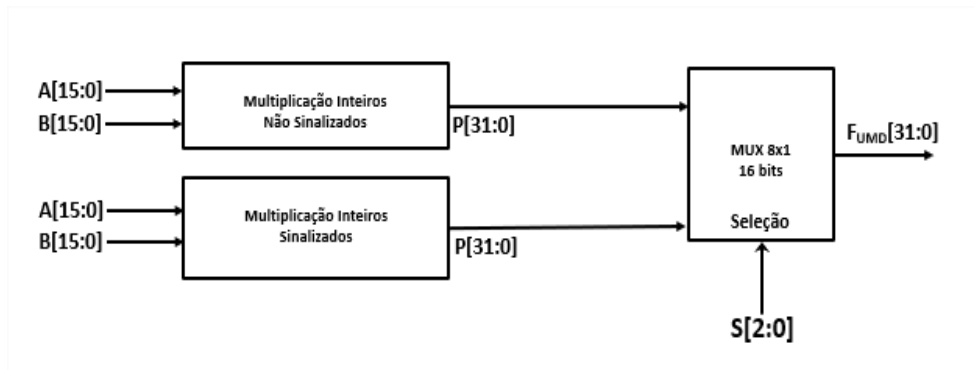 A[15:0]
B[15:0]
Multiplicação Inteiros
Não Sinalizados
P[31:0]
A[15:0]
B[15:0]
Multiplicação Inteiros
Sinalizados
P[31:0]
MUX 8x1
16 bits
Seleção
S[2:0]
F_UMD[31:0]